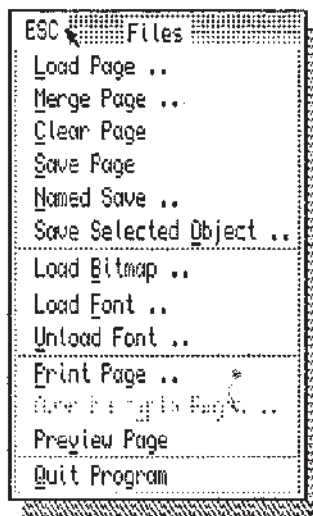 ESC Files
Load Page ..
Merge Page ..
Clear Page
Save Page
Named Save ..
Save Selected Object ..
Load Bitmap ..
Load Font ..
Unload Font ..
Print Page ..
Preview Page
Quit Program